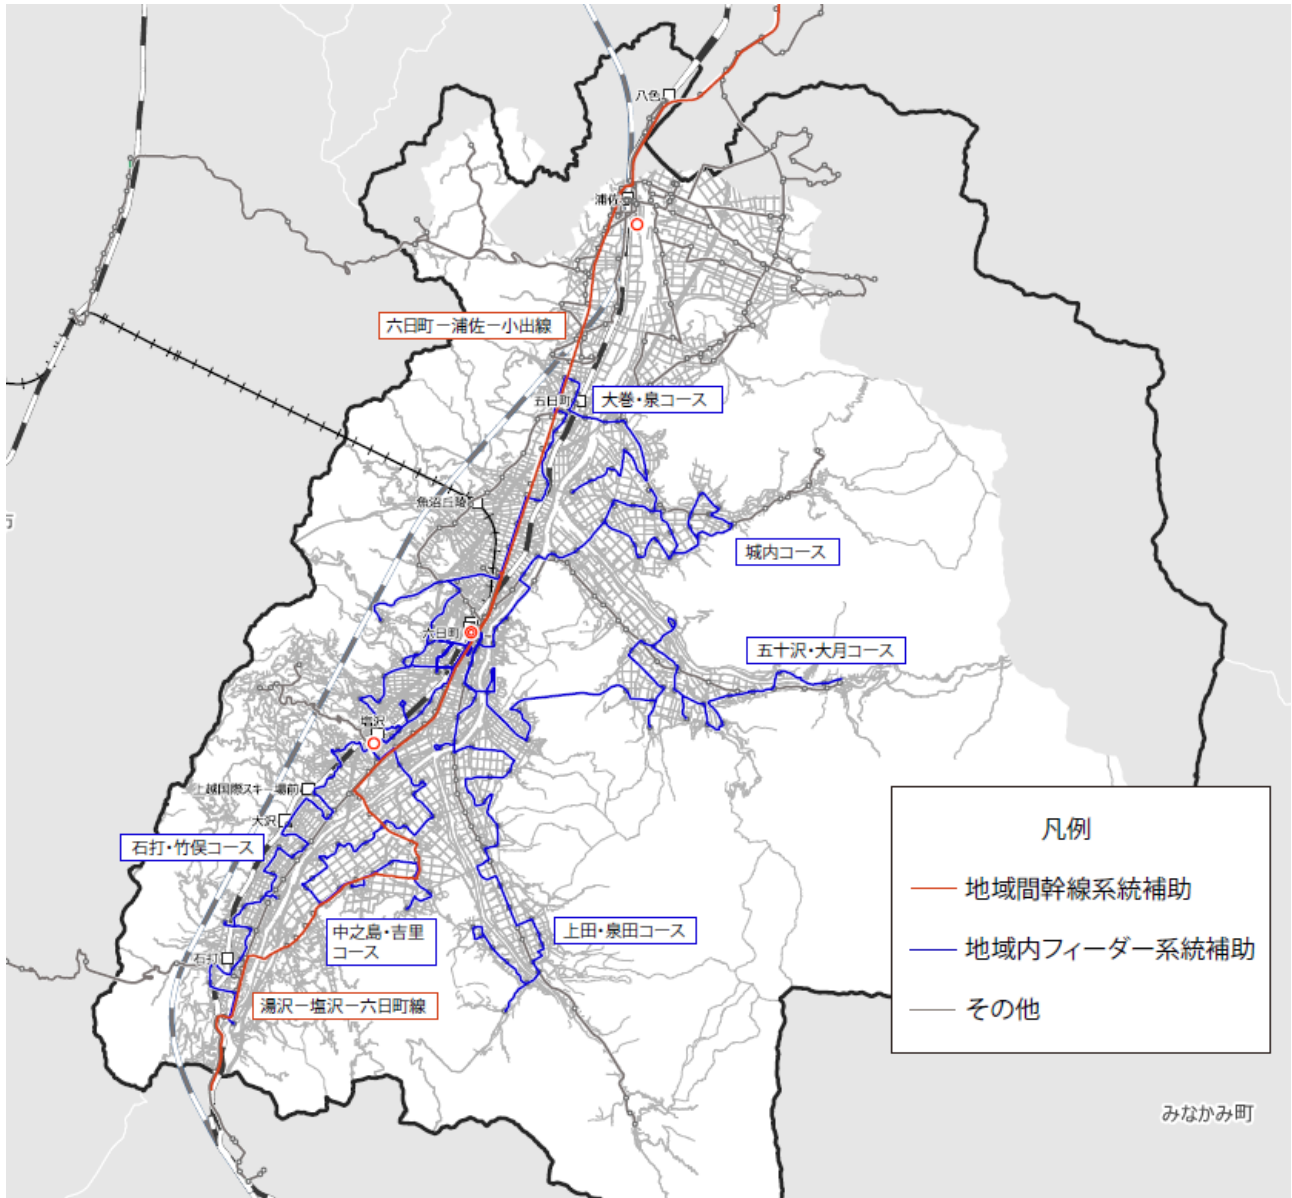 八色
浦佐
六日町－浦佐－小出線
五日町
大巻・泉コース
魚沼丘陵
城内コース
六日町
五十沢・大月コース
塩沢
上越国際スキー場前
大沢
石打・竹俣コース
中之島・吉里
コース
上田・泉田コース
石打
湯沢－塩沢－六日町線
凡例
地域間幹線系統補助
地域内フィーダー系統補助
その他
みなかみ町